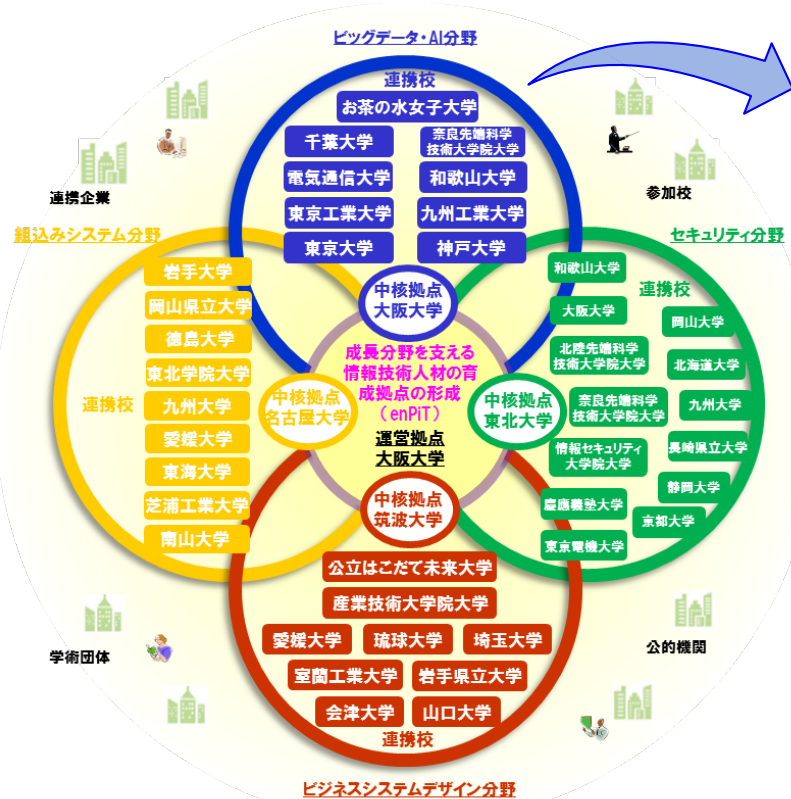 ビッグデータ・AI分野
連携校
お茶の水女子大学
千葉大学
奈良先端科学
技術大学院大学
電気通信大学
和歌山大学
東京工業大学
九州工業大学
東京大学
神戸大学
中核拠点
大阪大学
連携企業
参加校
組込みシステム分野
岩手大学
岡山県立大学
徳島大学
東北学院大学
連携校
九州大学
愛媛大学
東海大学
芝浦工業大学
南山大学
中核拠点
名古屋大学
成長分野を支える
情報技術人材の育
成拠点の形成
（enPiT）
運営拠点
大阪大学
セキュリティ分野
連携校
和歌山大学
大阪大学
岡山大学
北陸先端科学
技術大学院大学
北海道大学
奈良先端科学
技術大学院大学
九州大学
情報セキュリティ
大学院大学
長崎県立大学
静岡大学
慶應義塾大学
京都大学
東京電機大学
中核拠点
東北大学
中核拠点
筑波大学
公立はこだて未来大学
産業技術大学院大学
愛媛大学
琉球大学
埼玉大学
室蘭工業大学
岩手県立大学
会津大学
山口大学
連携校
ビジネスシステムデザイン分野
学術団体
公的機関